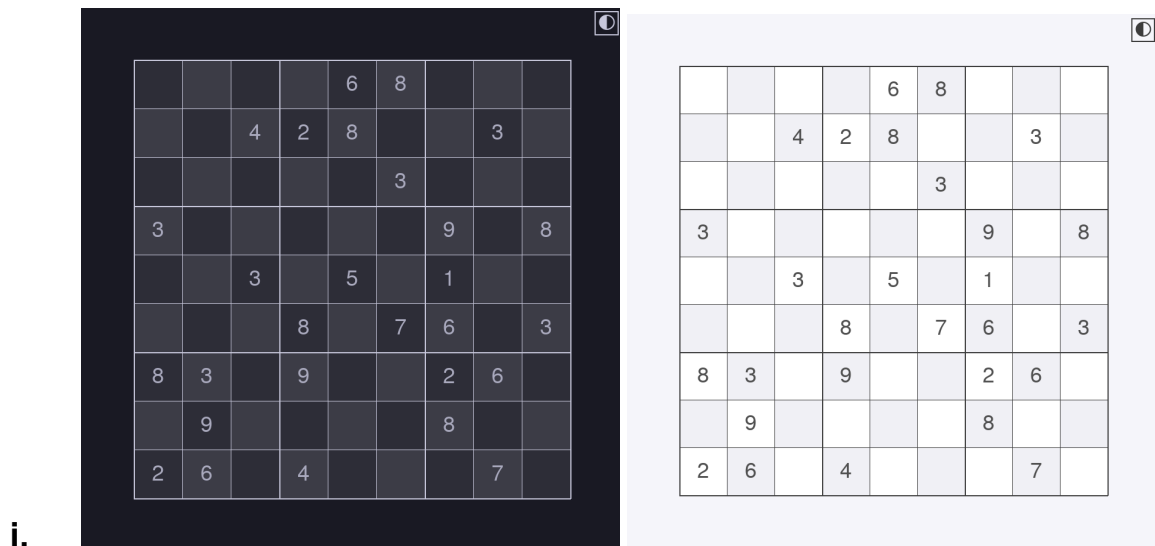 6 8 6 8
4 2 8 3 4 2 8 3
3 3
3 9 8 3 9 8
3 5 1 3 5 1
8 7 6 3 8 7 6 3
8 3 9 2 6 8 3 9 2 6
9 8 9 8
2 6 4 7 2 6 4 7
i.